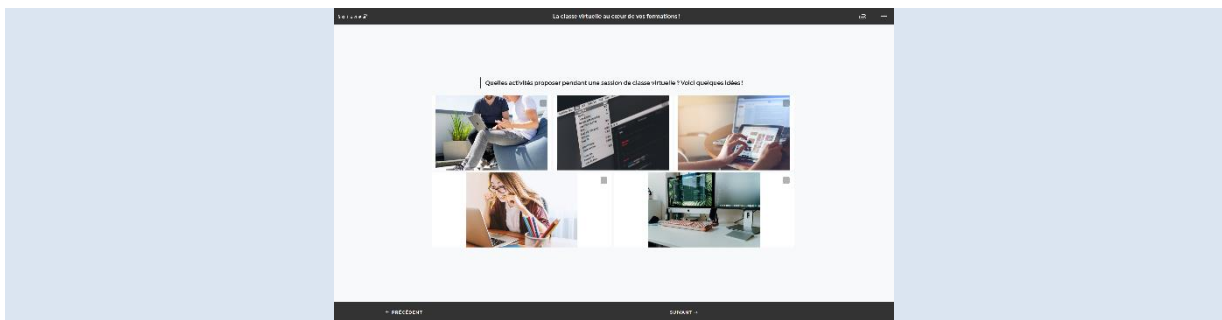 La classe virtuelle au cœur de vos formations !
Quelles activités proposer pendant une session de classe virtuelle ? Voici quelques idées !
← PRÉCÉDENT
SUIVANT →